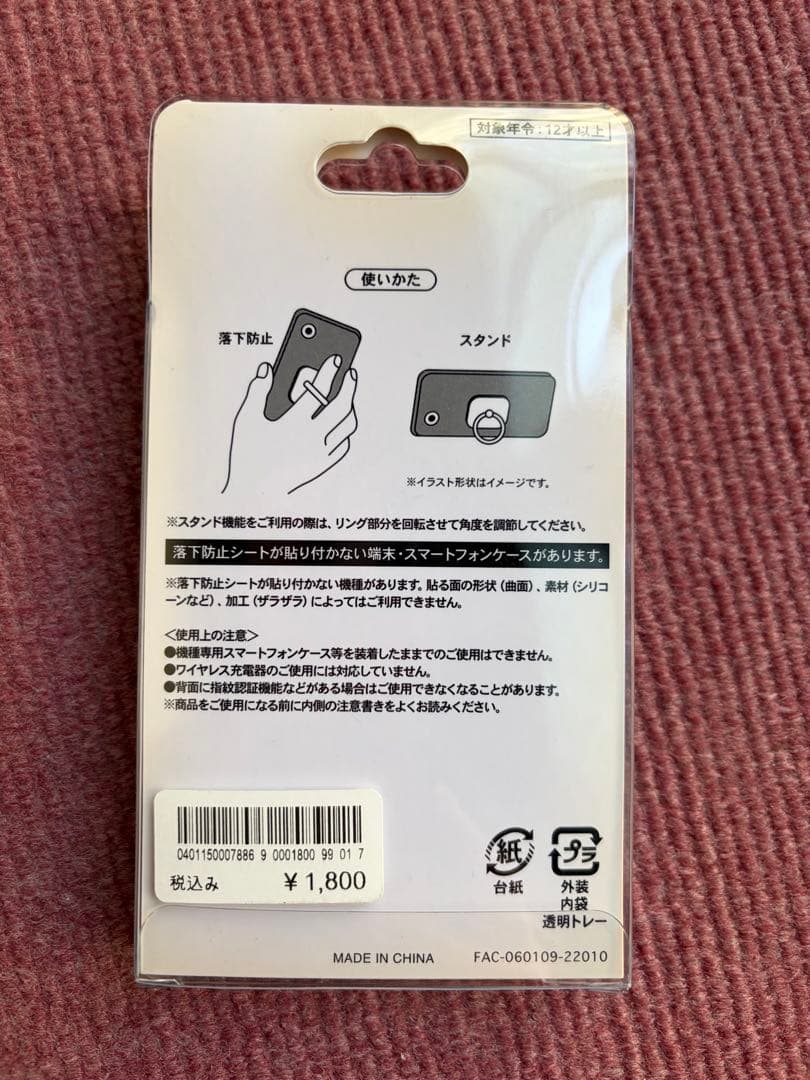 対象年令:12才以上
使いかた
落下防止
スタンド
※イラスト形状はイメージです。
※スタンド機能をご利用の際は、リング部分を回転させて角度を調節してください。
落下防止シートが貼り付かない端末・スマートフォンケースがあります。
※落下防止シートが貼り付かない機種があります。貼る面の形状（曲面）、素材（シリコ
ーンなど）、加工（ザラザラ）によってはご利用できません。
＜使用上の注意＞
●機種専用スマートフォンケース等を装着したままでのご使用はできません。
●ワイヤレス充電器のご使用には対応していません。
●背面に指紋認証機能などがある場合はご使用できなくなることがあります。
※商品をご使用になる前に内側の注意書きをよくお読みください。
0401150007886 9 0001800 99 01 7
税込み ¥1,800
紙
台紙
プラ
外装
内袋
透明トレー
MADE IN CHINA FAC-060109-22010